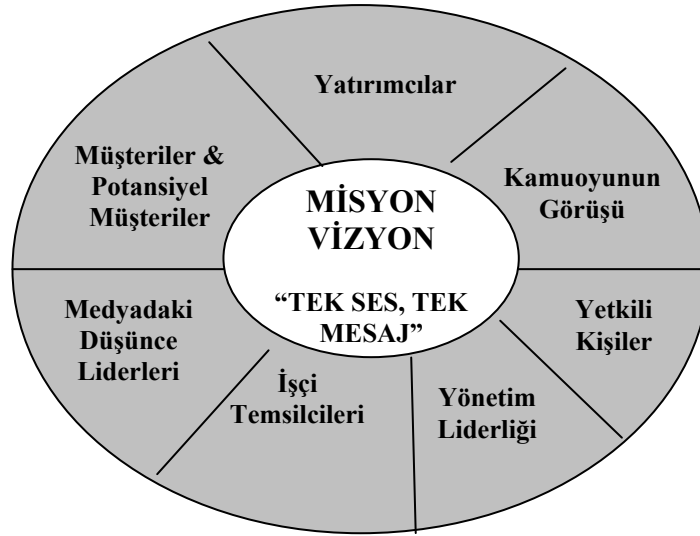 Yatırımcılar
Müşteriler &
Potansiyel
Müşteriler
Kamuoyunun
Görüşü
MİSYON
VİZYON
“TEK SES, TEK
MESAJ”
Medyadaki
Düşünce
Liderleri
Yetkili
Kişiler
İşçi
Temsilcileri
Yönetim
Liderliği